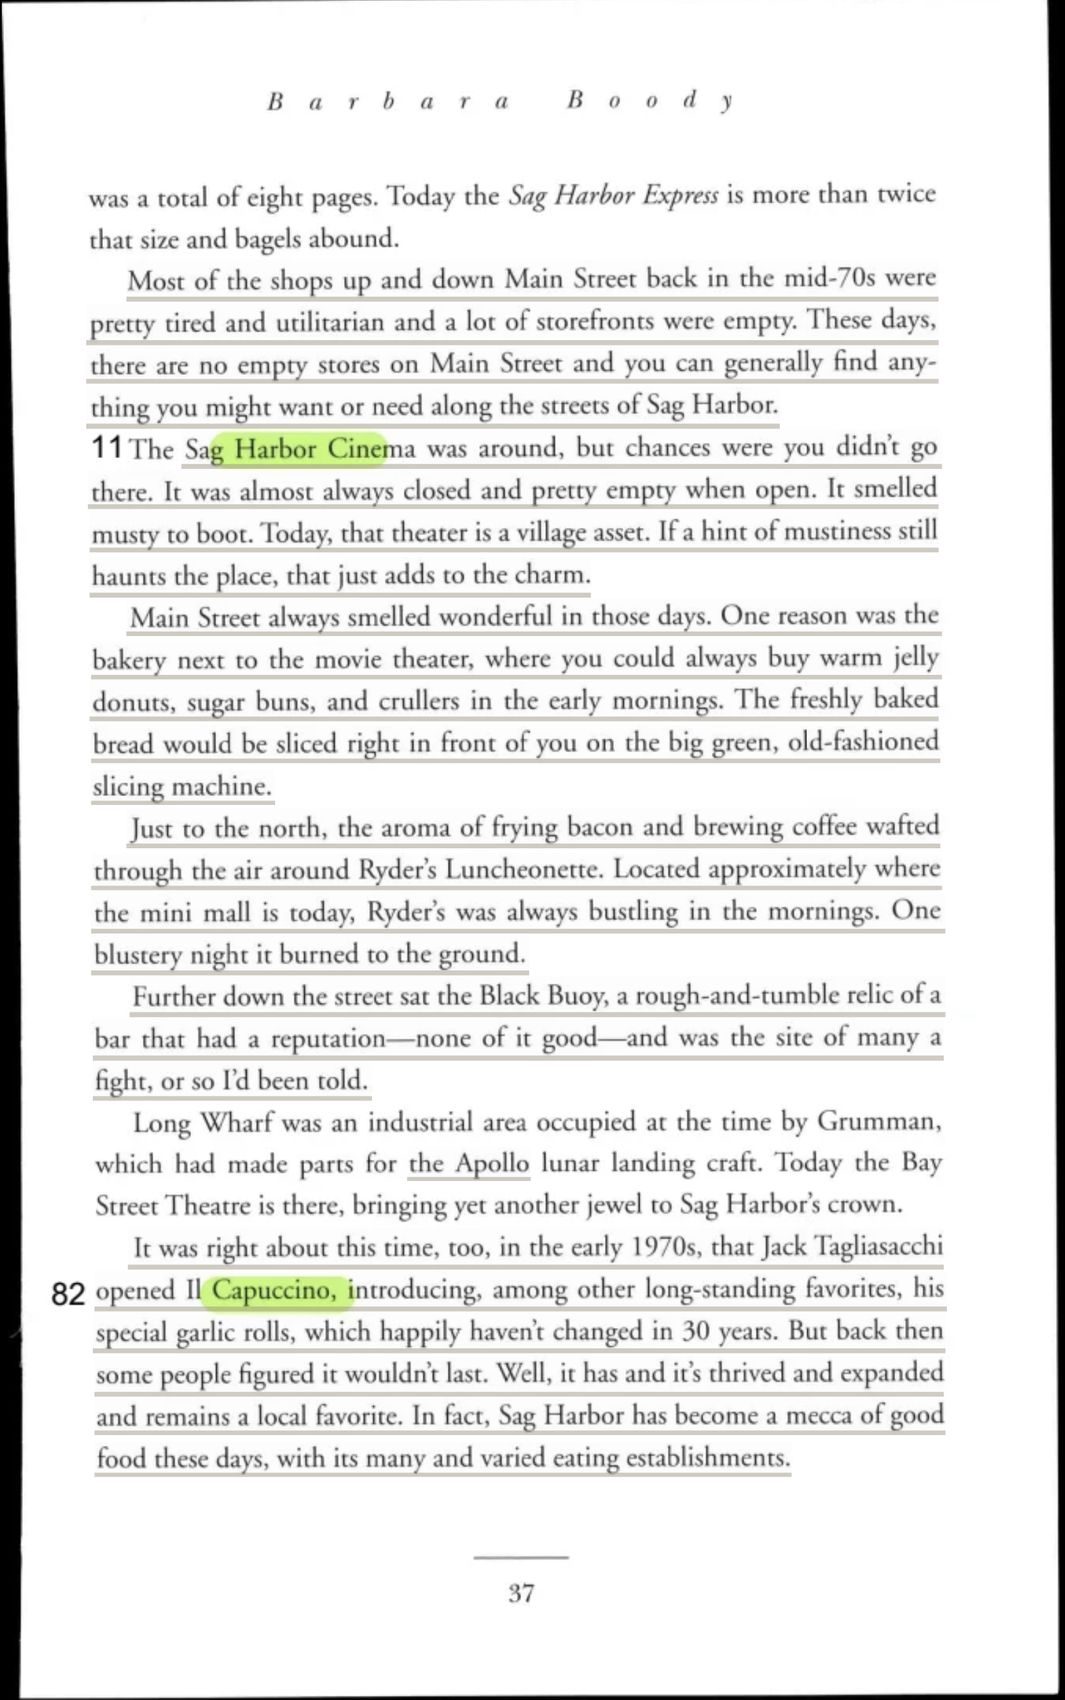 Barbara Boody
was a total of eight pages. Today the Sag Harbor Express is more than twice
that size and bagels abound.
Most of the shops up and down Main Street back in the mid-70s were
pretty tired and utilitarian and a lot of storefronts were empty. These days,
there are no empty stores on Main Street and you can generally find any-
thing you might want or need along the streets of Sag Harbor.
11 The Sag Harbor Cinema was around, but chances were you didn't go
there. It was almost always closed and pretty empty when open. It smelled
musty to boot. Today, that theater is a village asset. If a hint of mustiness still
haunts the place, that just adds to the charm.
Main Street always smelled wonderful in those days. One reason was the
bakery next to the movie theater, where you could always buy warm jelly
donuts, sugar buns, and crullers in the early mornings. The freshly baked
bread would be sliced right in front of you on the big green, old-fashioned
slicing machine.
Just to the north, the aroma of frying bacon and brewing coffee wafted
through the air around Ryder's Luncheonette. Located approximately where
the mini mall is today, Ryder's was always bustling in the mornings. One
blustery night it burned to the ground.
Further down the street sat the Black Buoy, a rough-and-tumble relic of a
bar that had a reputation—none of it good—and was the site of many a
fight, or so I'd been told.
Long Wharf was an industrial area occupied at the time by Grumman,
which had made parts for the Apollo lunar landing craft. Today the Bay
Street Theatre is there, bringing yet another jewel to Sag Harbor's crown.
It was right about this time, too, in the early 1970s, that Jack Tagliasacchi
82 opened Il Capuccino, introducing, among other long-standing favorites, his
special garlic rolls, which happily haven't changed in 30 years. But back then
some people figured it wouldn't last. Well, it has and it's thrived and expanded
and remains a local favorite. In fact, Sag Harbor has become a mecca of good
food these days, with its many and varied eating establishments.
37